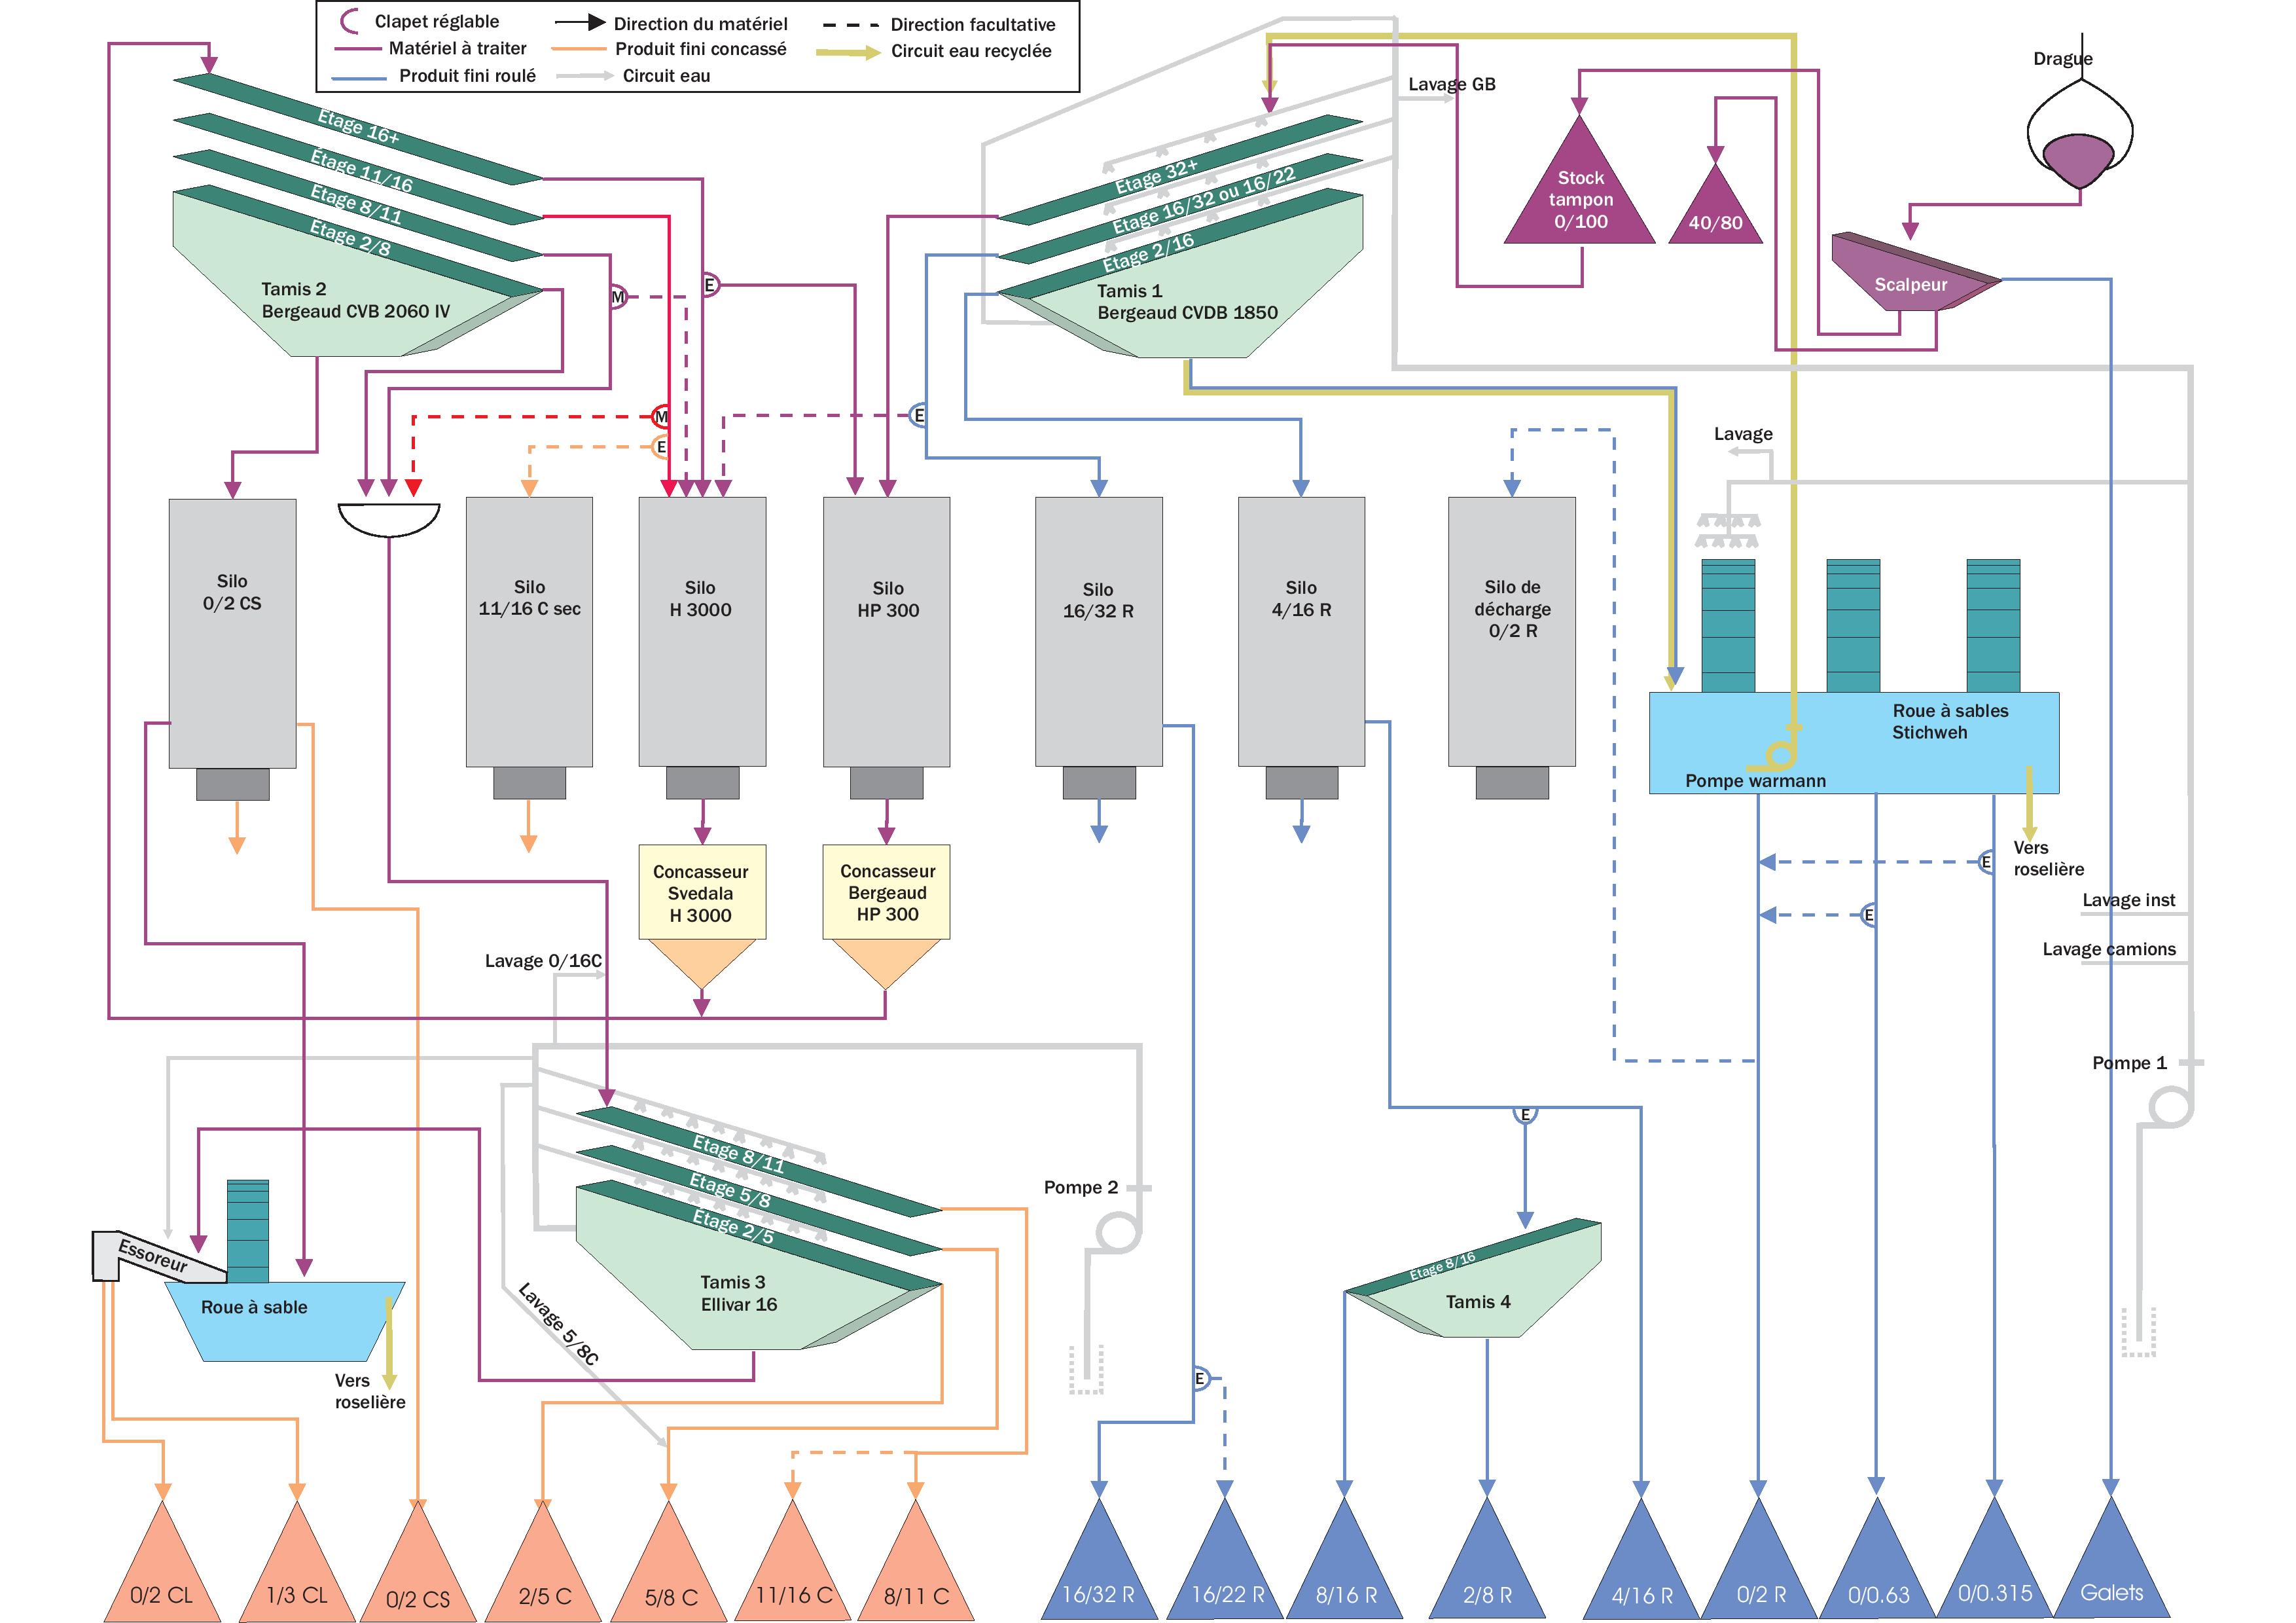 Clapet réglable
Direction du matériel
Direction facultative
Matériel à traiter
Produit fini concassé
Circuit eau recyclée
Produit fini roulé
Circuit eau
Drague
Lavage GB
Etage 16+
Étage 11/16
Etage 8/11
Etage 2/8
Tamis 2
Bergeaud CVB 2060 IV
Etage 32+
Etage 16/32 ou 16/22
Etage 2/16
Tamis 1
Bergeaud CVDB 1850
Stock
tampon
0/100
40/80
Scalpeur
M
E
M
E
E
Lavage
Silo
0/2 CS
Silo
11/16 C sec
Silo
H 3000
Silo
HP 300
Silo
16/32 R
Silo
4/16 R
Silo de
décharge
0/2 R
Roue à sables
Stichweh
Pompe warmann
Vers
roselière
E
E
Concasseur
Svedala
H 3000
Concasseur
Bergeaud
HP 300
Lavage inst
Lavage camions
Lavage 0/16C
Pompe 1
E
Etage 8/11
Etage 5/8
Étage 2/5
Tamis 3
Ellivar 16
Pompe 2
Essoreur
Roue à sable
Vers
roselière
Lavage 5/8C
Etage 8/16
Tamis 4
E
0/2 CL
1/3 CL
0/2 CS
2/5 C
5/8 C
11/16 C
8/11 C
16/32 R
16/22 R
8/16 R
2/8 R
4/16 R
0/2 R
0/0.63
0/0.315
Galets